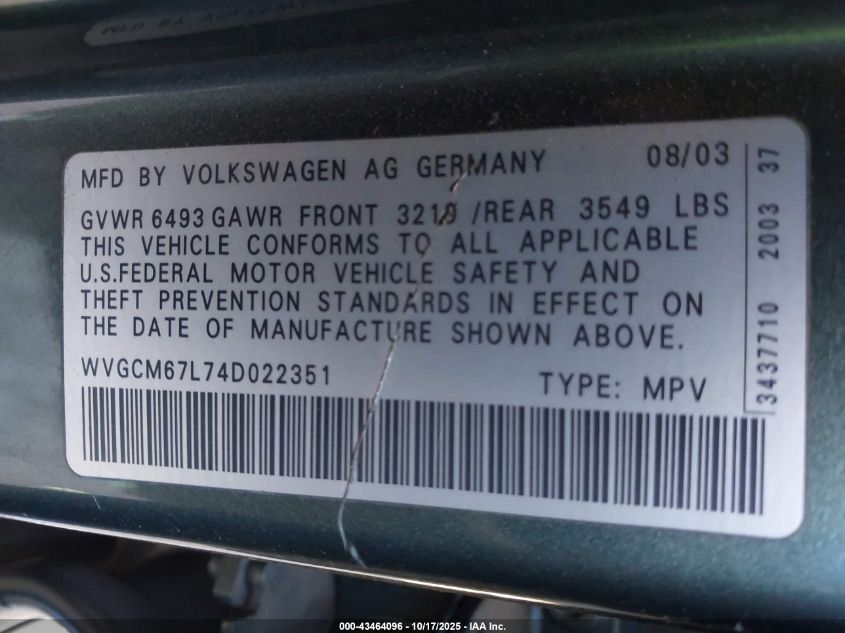 MFD BY VOLKSWAGEN AG GERMANY 08/03
GVWR 6493 GAWR FRONT 3219 /REAR 3549 LBS
THIS VEHICLE CONFORMS TO ALL APPLICABLE
U.S.FEDERAL MOTOR VEHICLE SAFETY AND
THEFT PREVENTION STANDARDS IN EFFECT ON
THE DATE OF MANUFACTURE SHOWN ABOVE.
WVGCM67L74D022351 TYPE: MPV
3437710 2003 37
000-43464096 - 10/17/2025 - IAA Inc.